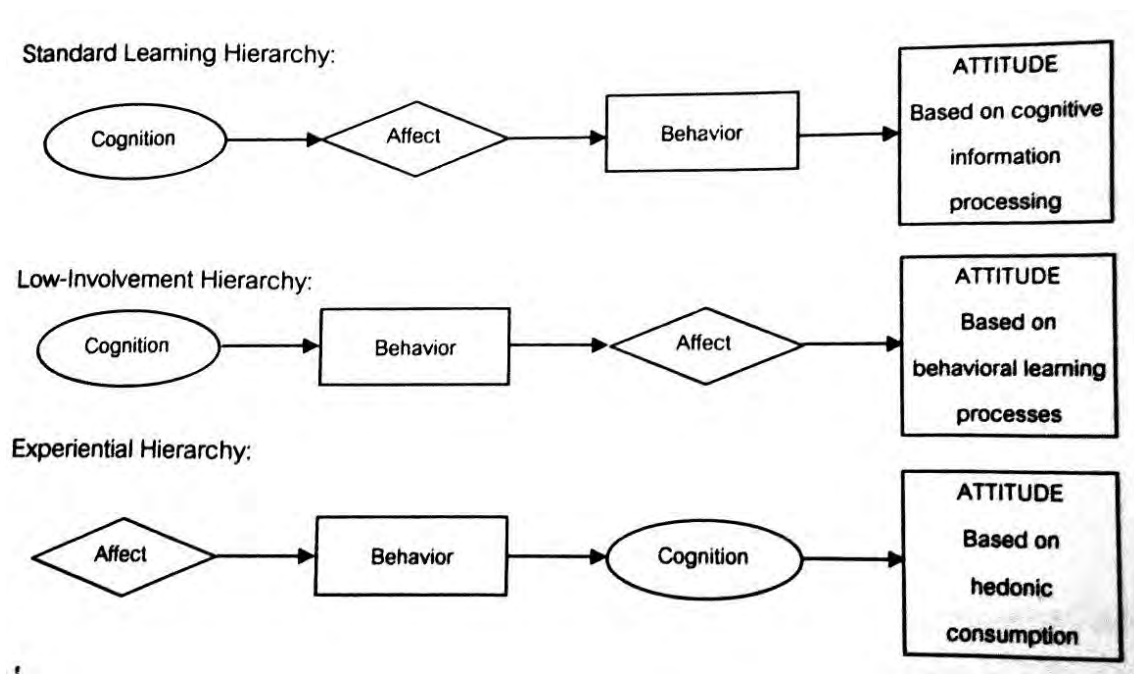 Standard Learning Hierarchy:
Cognition
Affect
Behavior
ATTITUDE
Based on cognitive
information
processing
Low-Involvement Hierarchy:
Cognition
Behavior
Affect
ATTITUDE
Based on
behavioral learning
processes
Experiential Hierarchy:
Affect
Behavior
Cognition
ATTITUDE
Based on
hedonic
consumption